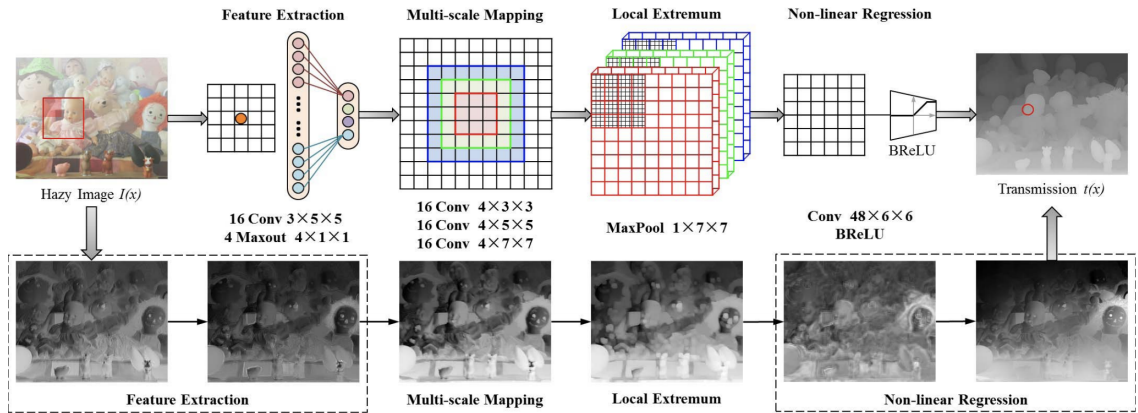 Feature Extraction
Multi-scale Mapping
Local Extremum
Non-linear Regression
BReLU
Hazy Image I(x)
Transmission t(x)
16 Conv 3×5×5
4 Maxout 4×1×1
16 Conv 4×3×3
16 Conv 4×5×5
16 Conv 4×7×7
MaxPool 1×7×7
Conv 48×6×6
BReLU
Feature Extraction
Multi-scale Mapping
Local Extremum
Non-linear Regression